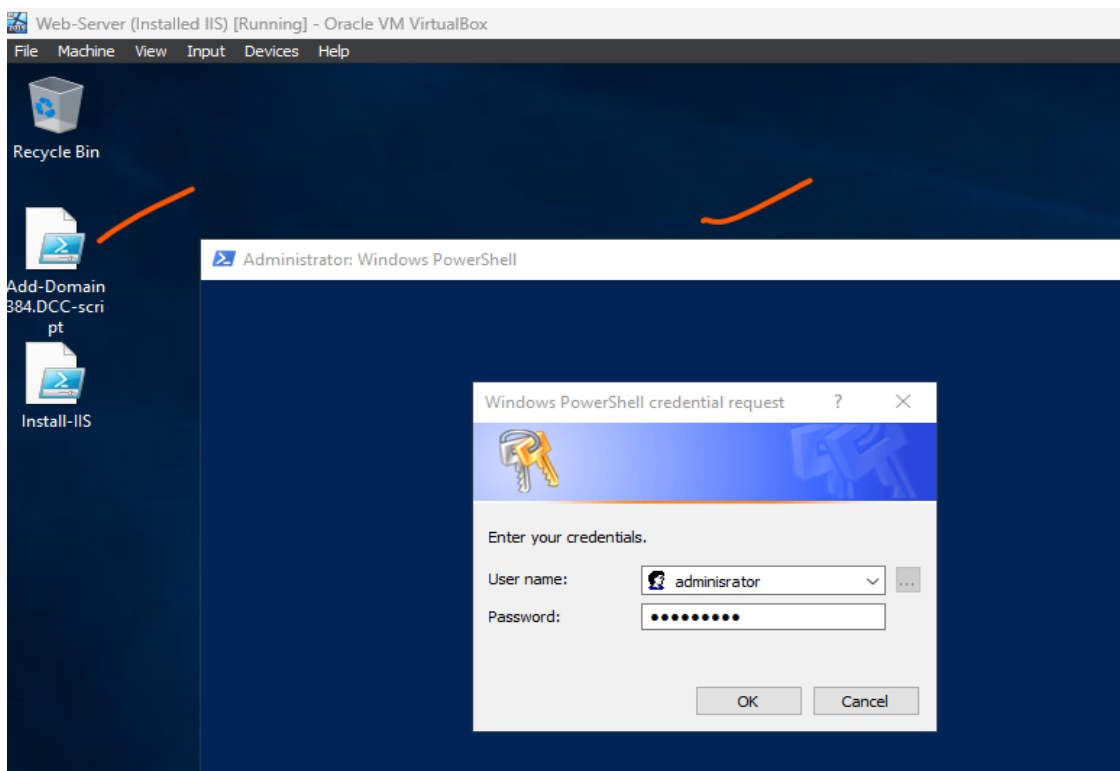 Web-Server (Installed IIS) [Running] - Oracle VM VirtualBox
File Machine View Input Devices Help
Recycle Bin
Add-Domain
384.DCC-scri
pt
Install-IIS
Administrator: Windows PowerShell
Windows PowerShell credential request ? ×
Enter your credentials.
User name: adminisrator ...
Password: •••••••••
OK Cancel